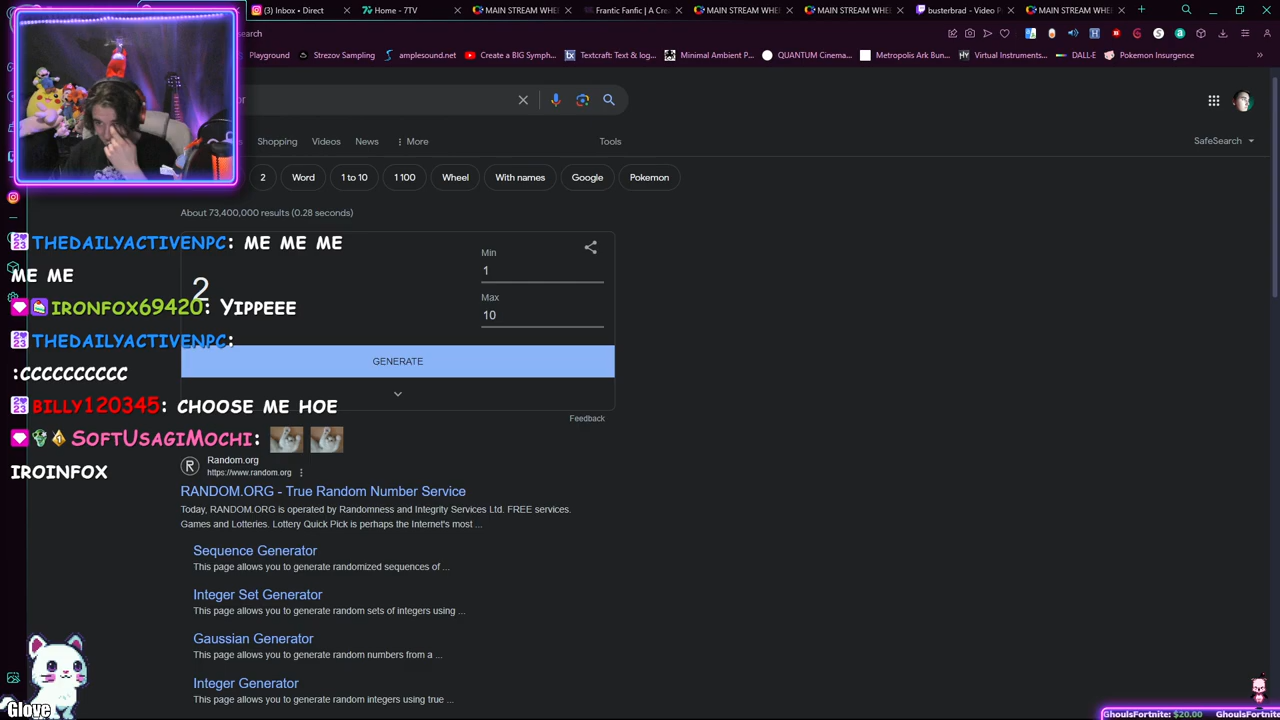 (3) Inbox • Direct
Home - 7TV
MAIN STREAM WHE
Frantic Fanfic |
MAIN STREAM WHE
MAIN STREAM WHE
MAIN STREAM WHE
Playground
Strezov Sampling
amplesound.net
Create a BIG Symph...
Textcraft: Text & log...
Minimal Ambient P...
QUANTUM Cinema...
Metropolis Ark Bun...
Virtual Instruments...
DALL·E
Pokemon Insurgence
or
Shopping
Videos
News
More
Tools
SafeSearch
2
Word
1 to 10
1 100
Wheel
With names
Google
Pokemon
About 73,400,000 results (0.28 seconds)
THEDAILYACTIVENPC: ME ME ME
ME ME
IRONFOX69420: YIPPEEE
THEDAILYACTIVENPC:
:CCCCCCCCCC
BILLY120345: CHOOSE ME HOE
SOFTUSAGIMOCHI:
IROINFOX
2
Min
1
Max
10
GENERATE
Feedback
R
Random.org
https://www.random.org
RANDOM.ORG - True Random Number Service
Today, RANDOM.ORG is operated by Randomness and Integrity Services Ltd. FREE services.
Games and Lotteries. Lottery Quick Pick is perhaps the Internet's most ...
Sequence Generator
This page allows you to generate randomized sequences of ...
Integer Set Generator
This page allows you to generate random sets of integers using ...
Gaussian Generator
This page allows you to generate random numbers from a ...
Integer Generator
This page allows you to generate random integers using true ...
Glove
GhoulsFortnite: $20.00 GhoulsFortnite